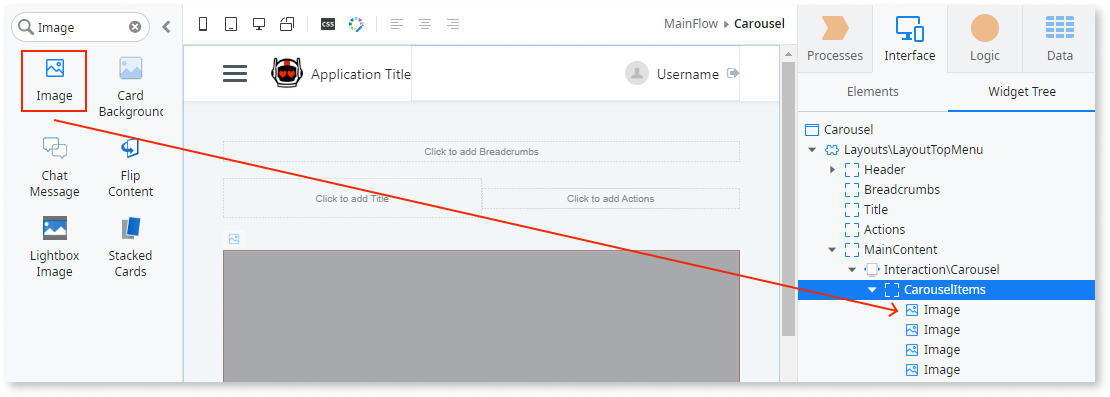 Image
Image
Card
Background
Chat
Message
Flip
Content
Lightbox
Image
Stacked
Cards
CSS
MainFlow Carousel
Application Title
Username
Click to add Breadcrumbs
Click to add Title
Click to add Actions
Processes
Interface
Logic
Data
Elements
Widget Tree
Carousel
Layouts\LayoutTopMenu
Header
Breadcrumbs
Title
Actions
MainContent
Interaction\Carousel
CarouselItems
Image
Image
Image
Image